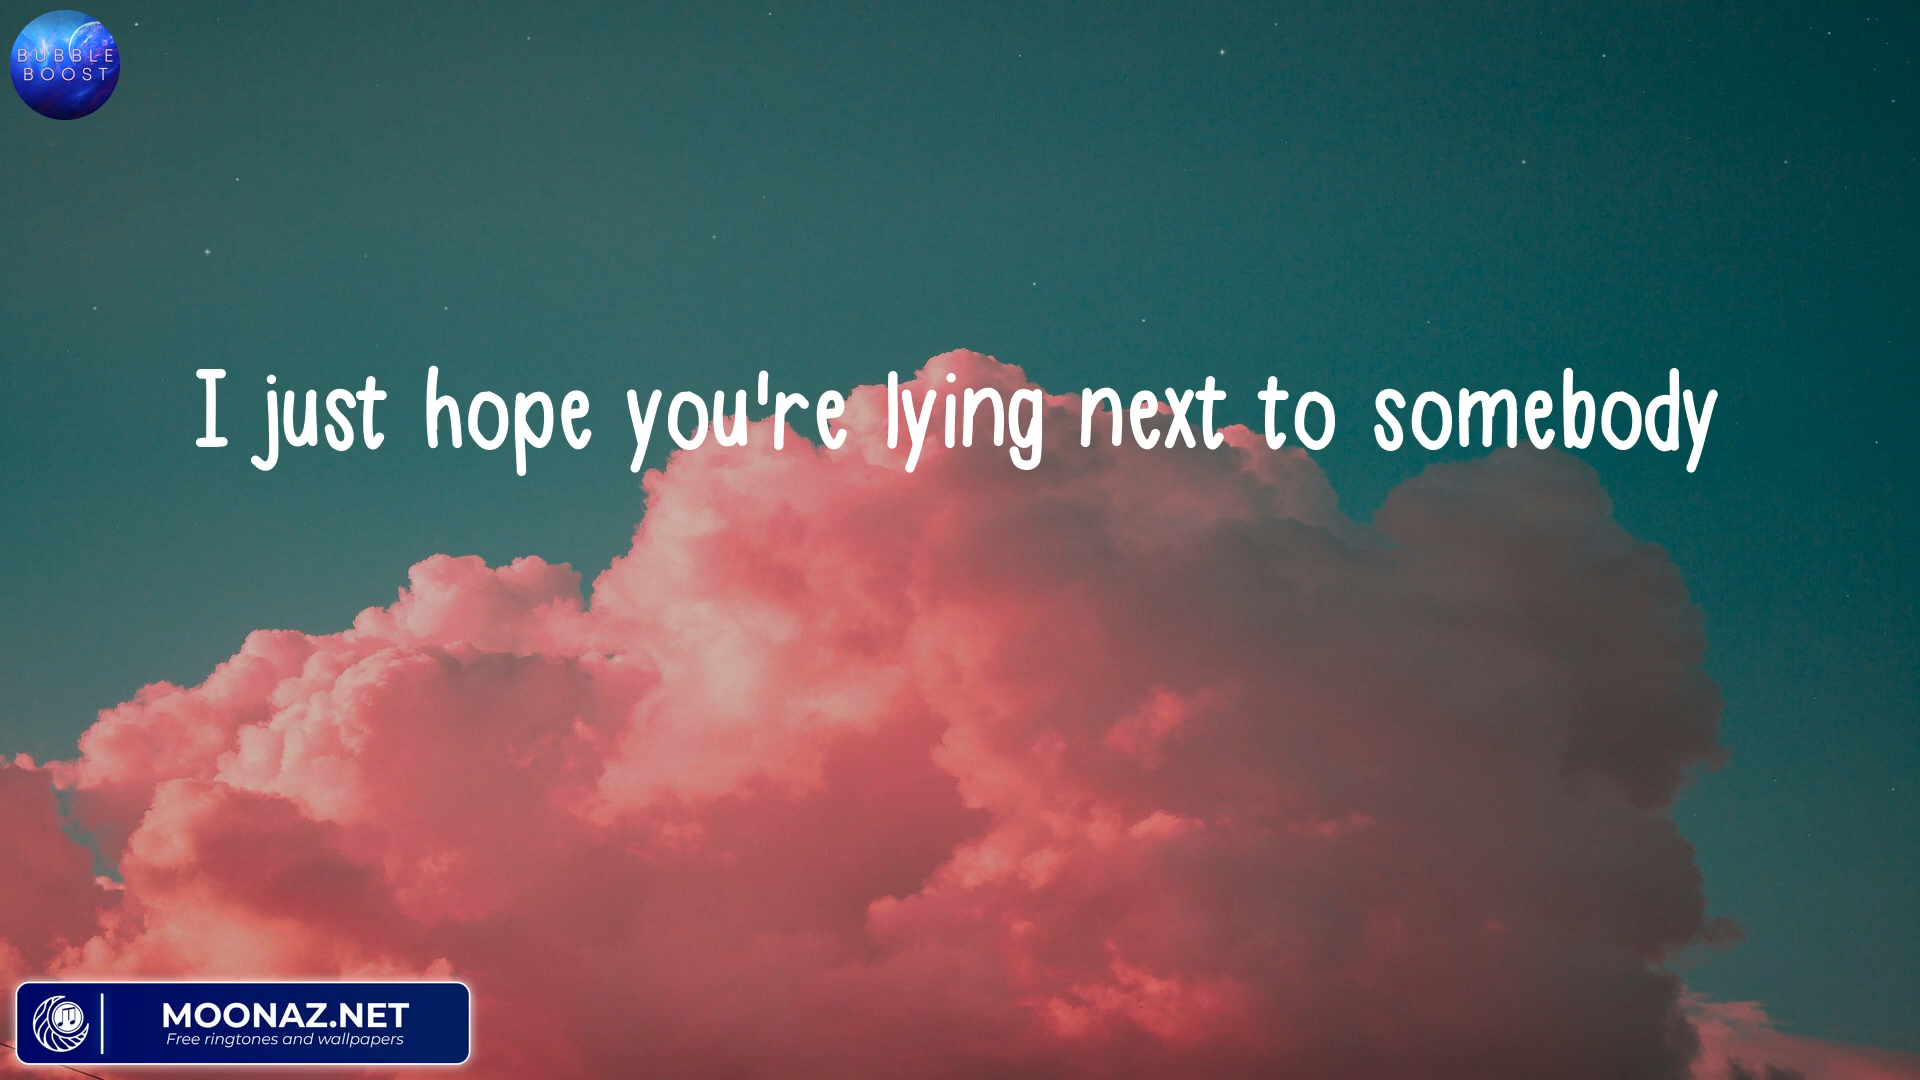 BUBBLE
BOOST
I just hope you're lying next to somebody
MOONAZ.NET
Free ringtones and wallpapers